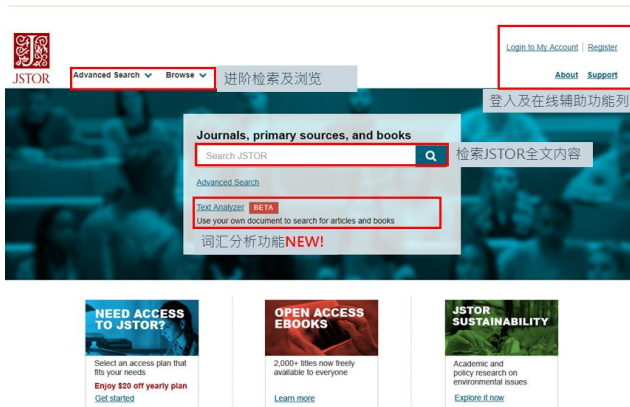 Login to My Account | Register
JSTOR
Advanced Search
Browse
进阶检索及浏览
About Support
登入及在线辅助功能列
Journals, primary sources, and books
Search JSTOR
检索JSTOR全文内容
Advanced Search
Text Analyzer BETA
Use your own document to search for articles and books
词汇分析功能NEW!
NEED ACCESS
TO JSTOR?
Select an access plan that
fits your needs
Enjoy $20 off yearly plan
Get started
OPEN ACCESS
EBOOKS
2,000+ titles now freely
available to everyone
Learn more
JSTOR
SUSTAINABILITY
Academic and
policy research on
environmental issues
Explore it now